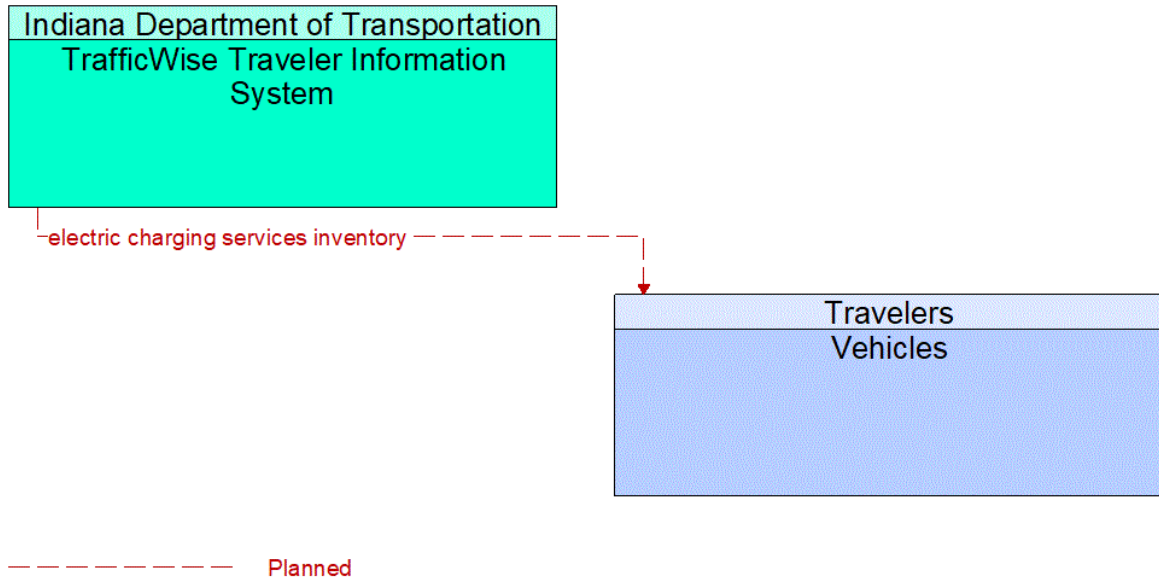 Indiana Department of Transportation
TrafficWise Traveler Information
System
electric charging services inventory
Travelers
Vehicles
Planned